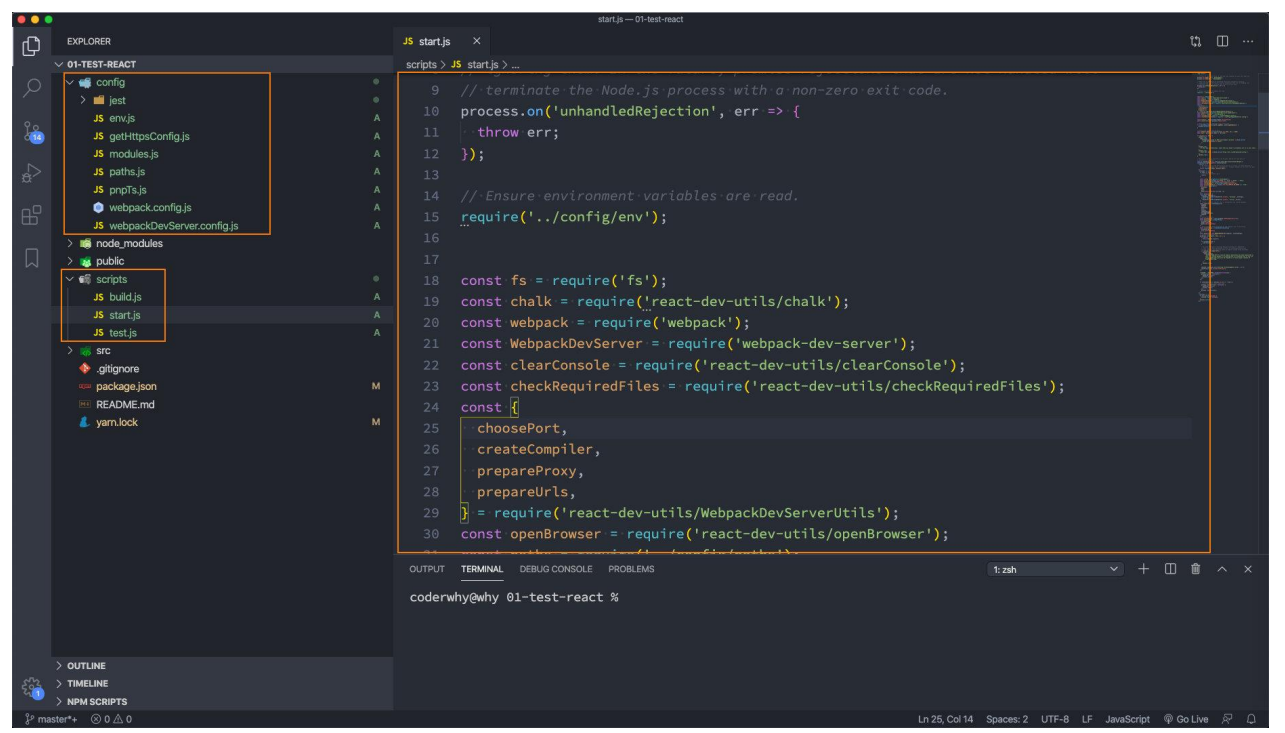 start.js — 01-test-react
EXPLORER
01-TEST-REACT
config
jest
env.js A
getHttpsConfig.js A
modules.js A
paths.js A
pnpTs.js A
webpack.config.js A
webpackDevServer.config.js A
node_modules
public
scripts
build.js A
start.js A
test.js A
src
.gitignore
package.json M
README.md
yarn.lock M
OUTLINE
TIMELINE
NPM SCRIPTS
14
1
JS start.js
scripts > JS start.js > ...
9 // terminate the Node.js process with a non-zero exit code.
10 process.on('unhandledRejection', err => {
11 throw err;
12 });
13
14 // Ensure environment variables are read.
15 require('../config/env');
16
17
18 const fs = require('fs');
19 const chalk = require('react-dev-utils/chalk');
20 const webpack = require('webpack');
21 const WebpackDevServer = require('webpack-dev-server');
22 const clearConsole = require('react-dev-utils/clearConsole');
23 const checkRequiredFiles = require('react-dev-utils/checkRequiredFiles');
24 const {
25 choosePort,
26 createCompiler,
27 prepareProxy,
28 prepareUrls,
29 } = require('react-dev-utils/WebpackDevServerUtils');
30 const openBrowser = require('react-dev-utils/openBrowser');
OUTPUT TERMINAL DEBUG CONSOLE PROBLEMS 1: zsh
coderwhy@why 01-test-react %
master*+ 0 0 Ln 25, Col 14 Spaces: 2 UTF-8 LF JavaScript Go Live